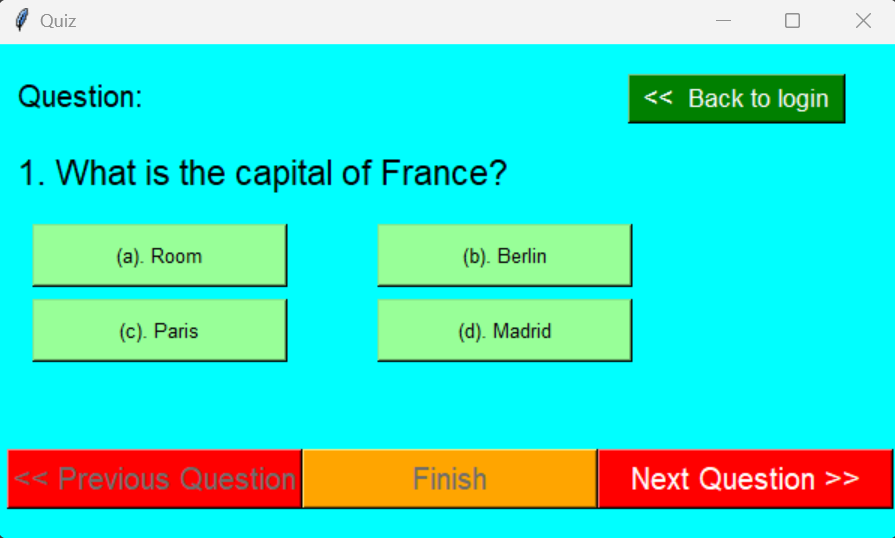 Quiz
Question:
<< Back to login
1. What is the capital of France?
(a). Room
(b). Berlin
(c). Paris
(d). Madrid
<< Previous Question
Finish
Next Question >>